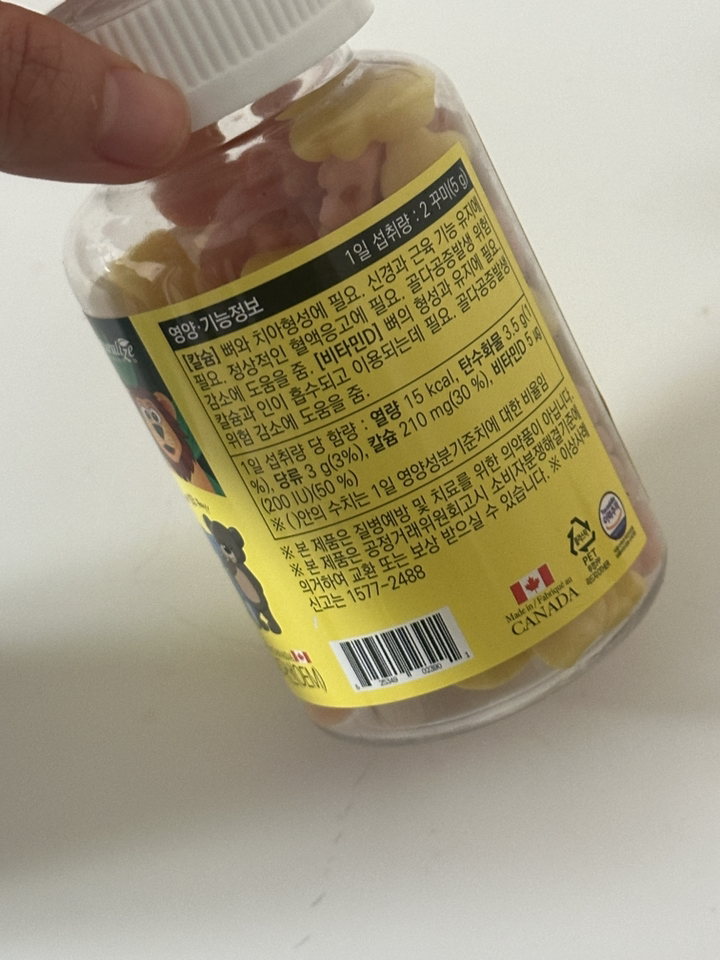 영양·기능정보
1일 섭취량 : 2 꾸미(5 g)
[칼슘] 뼈와 치아형성에 필요. 신경과 근육 기능 유지에
필요. 정상적인 혈액응고에 필요. 골다공증발생 위험
감소에 도움을 줌. [비타민D] 뼈의 형성과 유지에 필요.
칼슘과 인이 흡수되고 이용되는데 필요. 골다공증발생
위험 감소에 도움을 줌.
1일 섭취량 당 함량 : 열량 15 kcal, 탄수화물 3.5 g(1
%), 당류 3 g(3%), 칼슘 210 mg(30 %), 비타민D 5 ㎍
(200 IU)(50 %)
※ ( )안의 수치는 1일 영양성분기준치에 대한 비율임
※ 본 제품은 질병예방 및 치료를 위한 의약품이 아닙니다.
※ 본 제품은 공정거래위원회고시 소비자분쟁해결기준에
의거하여 교환 또는 보상 받으실 수 있습니다. ※ 이상사례
신고는 1577-2488
PET
Made in / Fabriqué au
CANADA
(OEM)